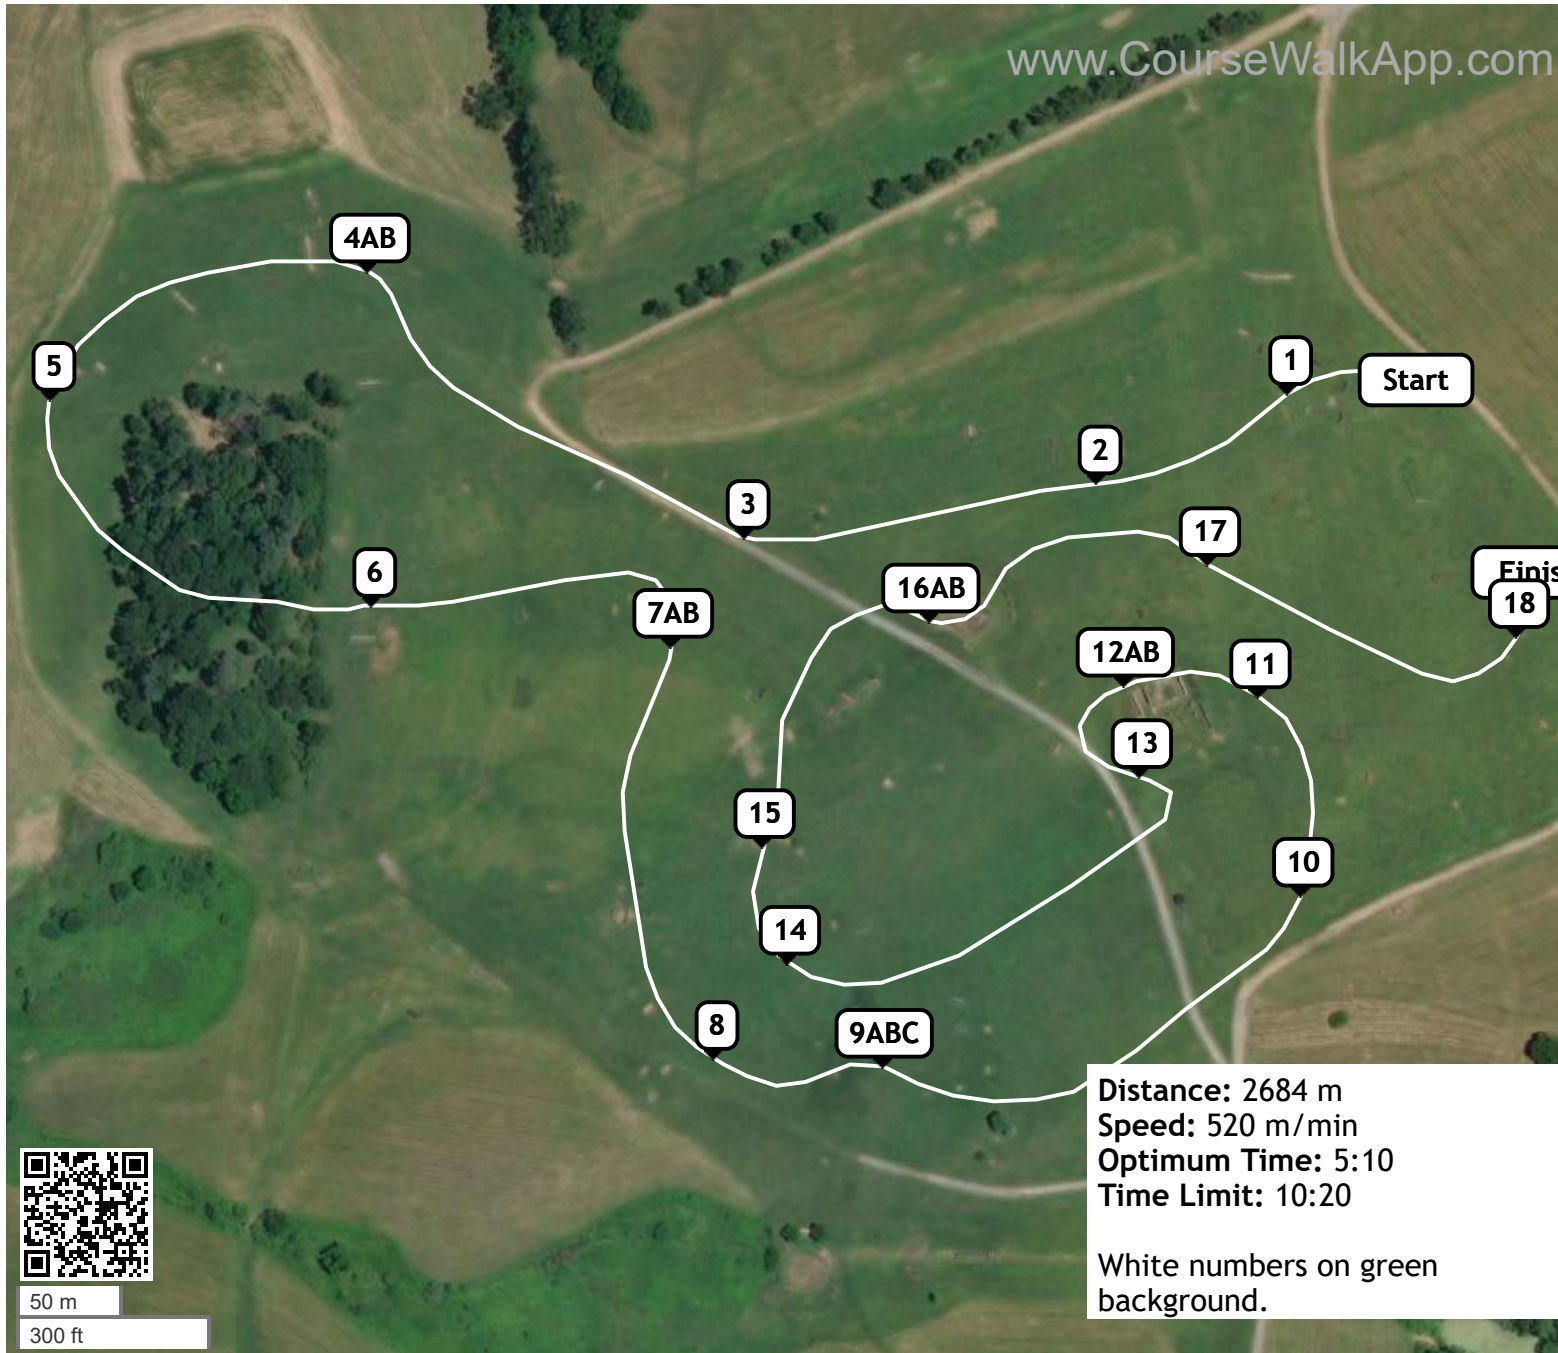 www.CourseWalkApp.com
4AB
1
5
Start
2
3
17
6
Finis
16AB
18
7AB
12AB
11
13
15
10
14
8
9ABC
Distance: 2684 m
Speed: 520 m/min
Optimum Time: 5:10
Time Limit: 10:20
White numbers on green
background.
50 m
300 ft